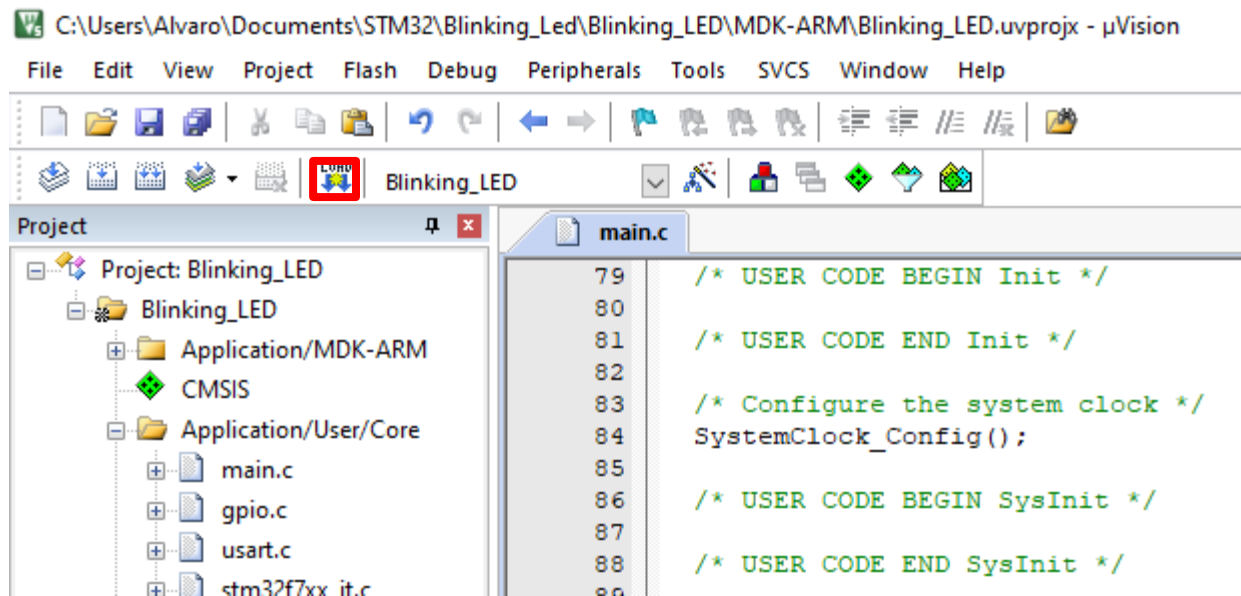 C:\Users\Alvaro\Documents\STM32\Blinking_Led\Blinking_LED\MDK-ARM\Blinking_LED.uvprojx - µVision
File Edit View Project Flash Debug Peripherals Tools SVCS Window Help
LOAD Blinking_LED
Project
main.c
Project: Blinking_LED
Blinking_LED
Application/MDK-ARM
CMSIS
Application/User/Core
main.c
gpio.c
usart.c
stm32f7xx_it.c
79 /* USER CODE BEGIN Init */
80
81 /* USER CODE END Init */
82
83 /* Configure the system clock */
84 SystemClock_Config();
85
86 /* USER CODE BEGIN SysInit */
87
88 /* USER CODE END SysInit */
89